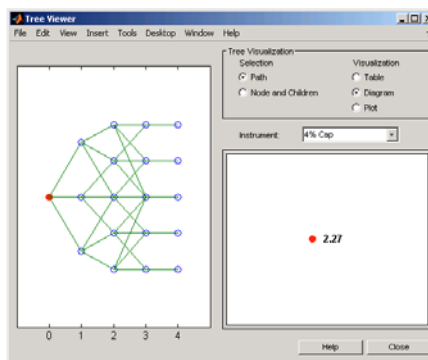 Tree Viewer
File Edit View Insert Tools Desktop Window Help
Tree Visualization
Selection Visualization
Path Table
Node and Children Diagram
Plot
Instrument: 4% Cap
2.27
0 1 2 3 4
Help Close